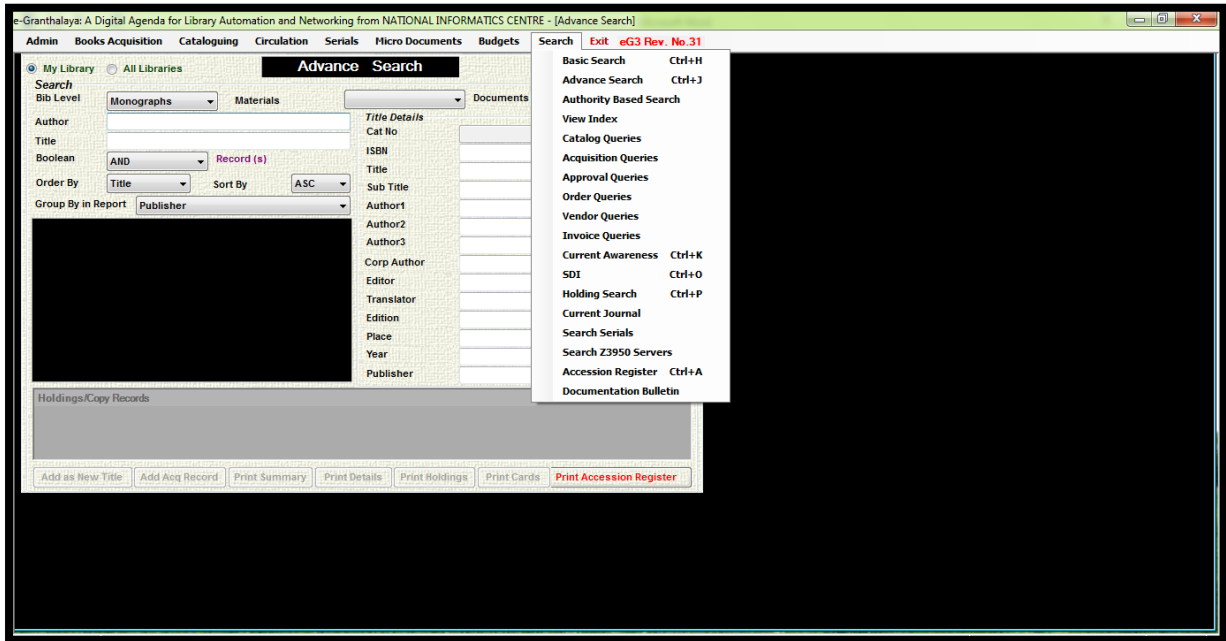 e-Granthalaya: A Digital Agenda for Library Automation and Networking from NATIONAL INFORMATICS CENTRE - [Advance Search]
Admin Books Acquisition Cataloguing Circulation Serials Micro Documents Budgets Search Exit eG3 Rev. No.31
My Library All Libraries Advance Search
Search
Bib Level Monographs Materials Documents
Author
Title
Boolean AND Record (s)
Order By Title Sort By ASC
Group By in Report Publisher
Title Details
Cat No
ISBN
Title
Sub Title
Author1
Author2
Author3
Corp Author
Editor
Translator
Edition
Place
Year
Publisher
Basic Search Ctrl+H
Advance Search Ctrl+J
Authority Based Search
View Index
Catalog Queries
Acquisition Queries
Approval Queries
Order Queries
Vendor Queries
Invoice Queries
Current Awareness Ctrl+K
SDI Ctrl+O
Holding Search Ctrl+P
Current Journal
Search Serials
Search Z3950 Servers
Accession Register Ctrl+A
Documentation Bulletin
Holdings/Copy Records
Add as New Title Add Acq Record Print Summary Print Details Print Holdings Print Cards Print Accession Register